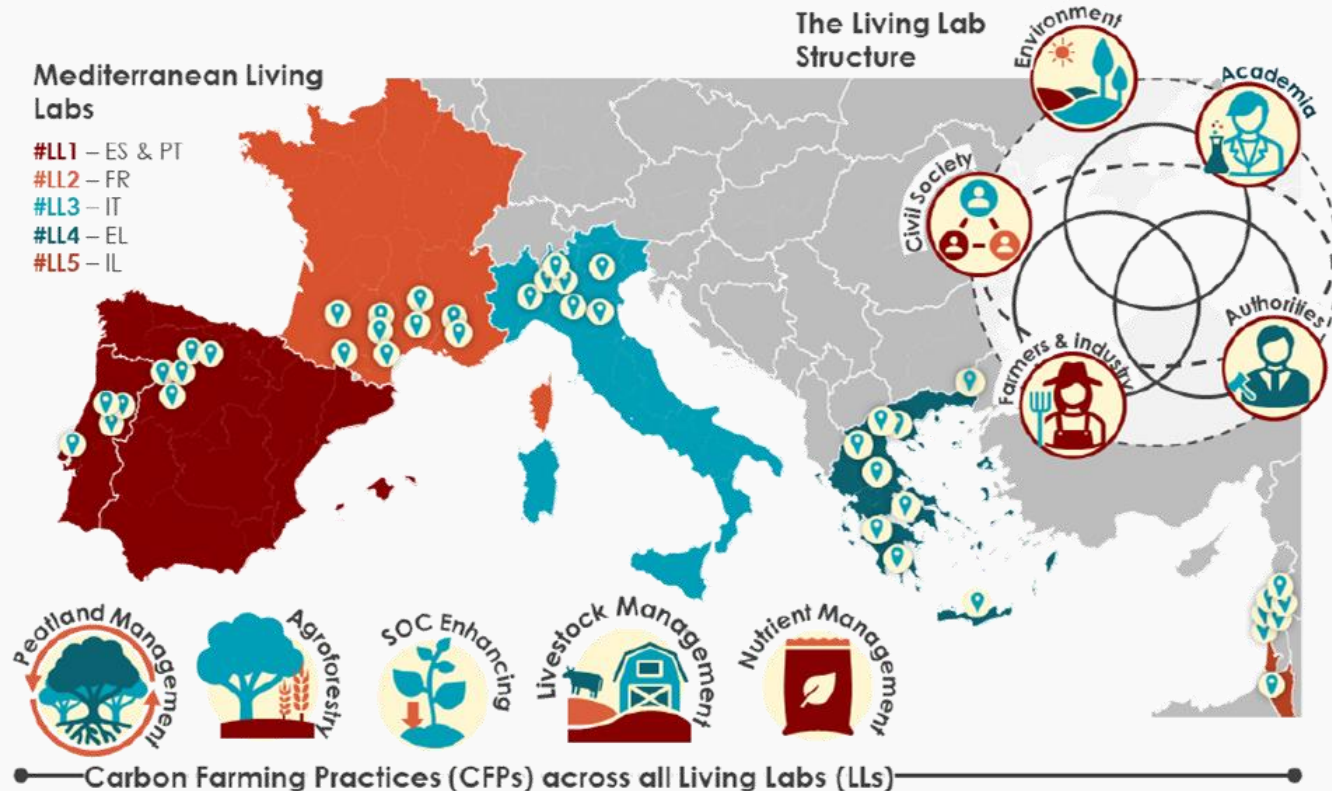 Mediterranean Living
Labs
#LL1 – ES & PT
#LL2 – FR
#LL3 – IT
#LL4 – EL
#LL5 – IL
The Living Lab
Structure
Environment
Academia
Civil Society
Authorities
Farmers & industry
Peatland Management
Agroforestry
SOC Enhancing
Livestock Management
Nutrient Management
Carbon Farming Practices (CFPs) across all Living Labs (LLs)